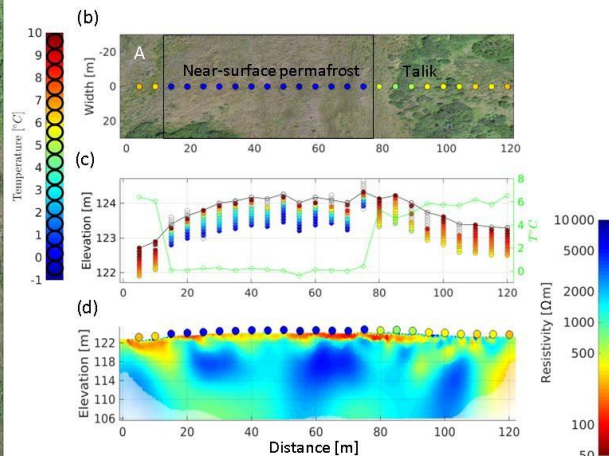 (b)
10
9
8
7
6
5
4
3
2
1
0
-1
Temperature [°C]
-20
0
20
Width [m]
A
Near-surface permafrost
Talik
0 20 40 60 80 100 120
(c)
124
123
122
Elevation [m]
8
6
4
2
0
T°C
0 20 40 60 80 100 120
(d)
122
118
114
110
106
Elevation [m]
0 20 40 60 80 100 120
Distance [m]
10 000
5000
2000
1000
500
100
50
Resistivity [Ωm]